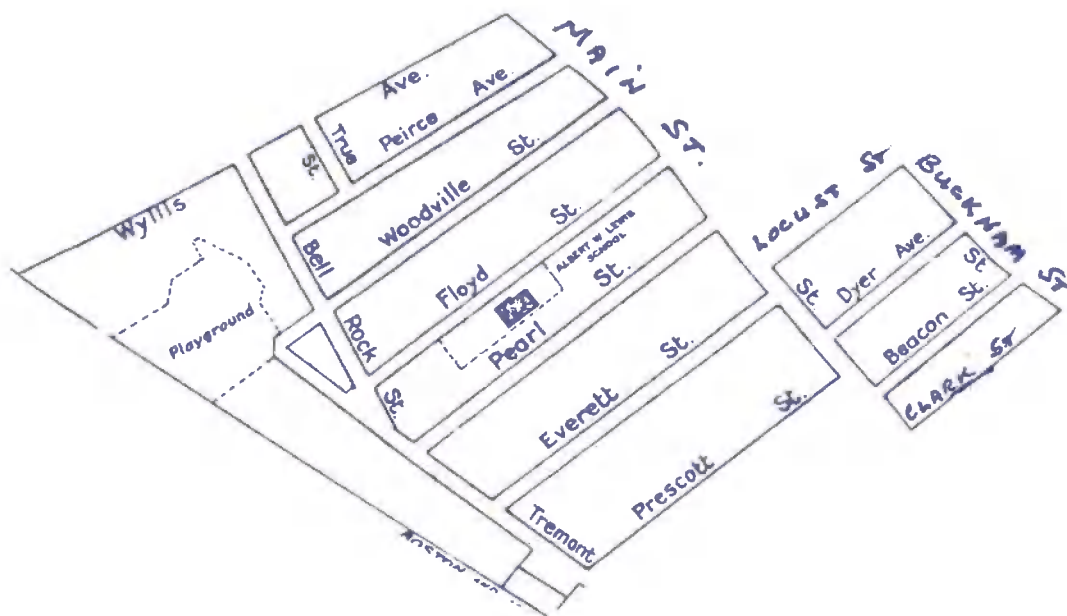 MAIN ST.
Wyllis Ave.
True St.
Peirce Ave.
Bell
Woodville St.
Rock St.
Floyd St.
ALBERT W LEWIS
SCHOOL
Pearl St.
Playground
Everett St.
Tremont
Prescott St.
LOCUST ST
BUCKNAM ST
St
Dyer Ave.
Beacon St.
St
CLARK ST
BOSTON AND